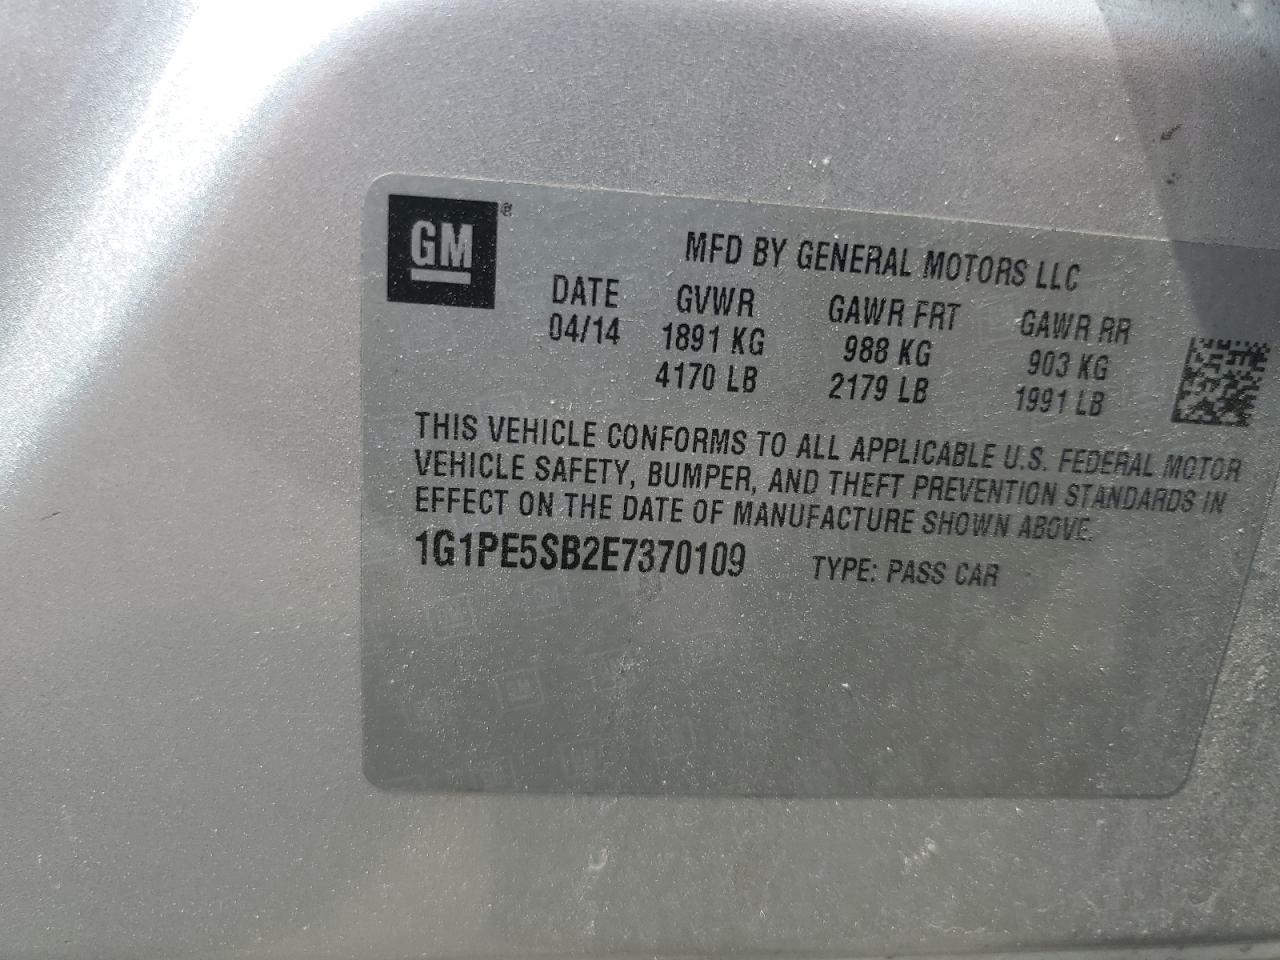 GM ®
MFD BY GENERAL MOTORS LLC
DATE GVWR GAWR FRT GAWR RR
04/14 1891 KG 988 KG 903 KG
4170 LB 2179 LB 1991 LB
THIS VEHICLE CONFORMS TO ALL APPLICABLE U.S. FEDERAL MOTOR
VEHICLE SAFETY, BUMPER, AND THEFT PREVENTION STANDARDS IN
EFFECT ON THE DATE OF MANUFACTURE SHOWN ABOVE.
1G1PE5SB2E7370109 TYPE: PASS CAR